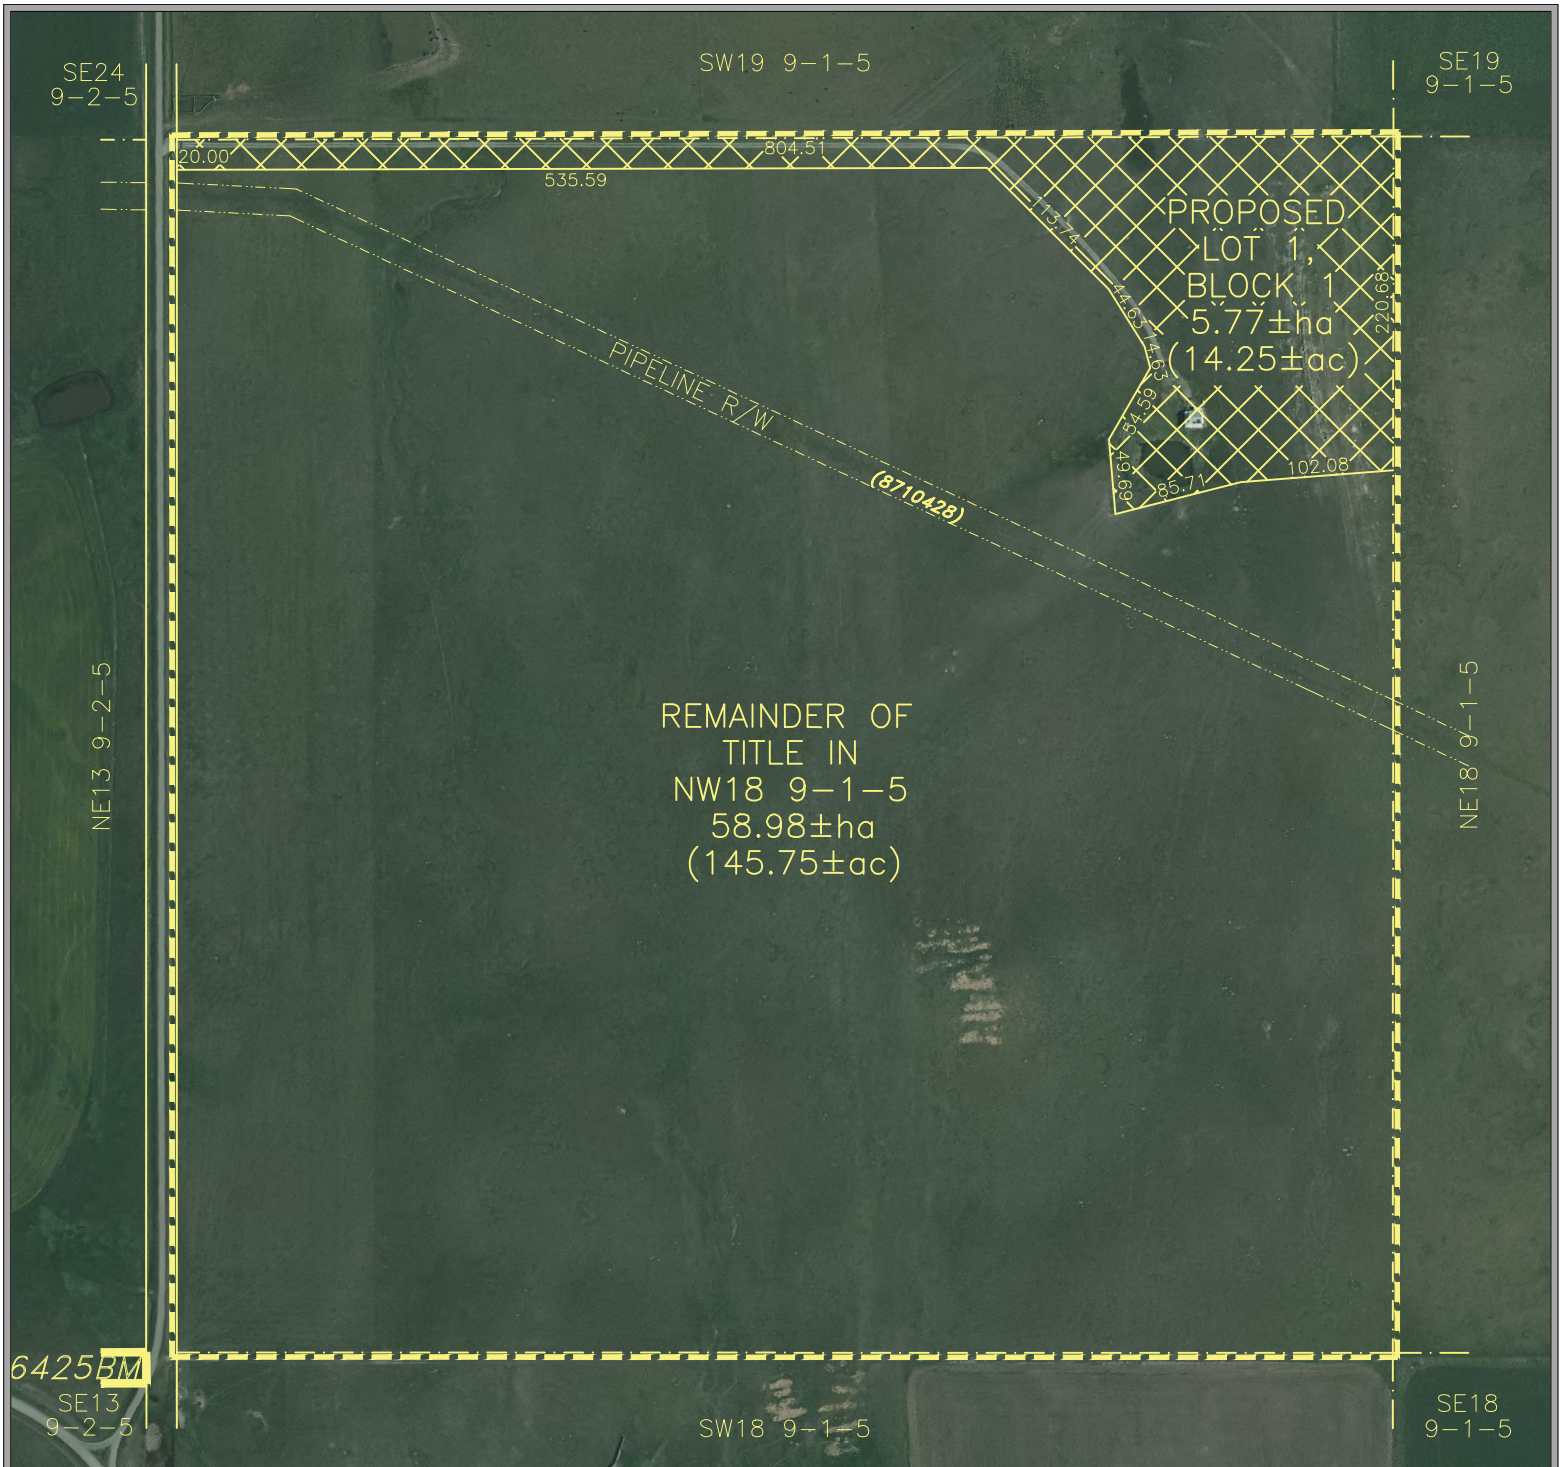 SE24
9-2-5
SW19 9-1-5
SE19
9-1-5
20.00
804.51
535.59
113.74
44.63
14.63
54.59
49.69
85.71
102.08
220.68
PROPOSED
LOT 1,
BLOCK 1
5.77±ha
(14.25±ac)
PIPELINE R/W
(8710428)
NE13 9-2-5
REMAINDER OF
TITLE IN
NW18 9-1-5
58.98±ha
(145.75±ac)
NE18 9-1-5
6425BM
SE13
9-2-5
SW18 9-1-5
SE18
9-1-5